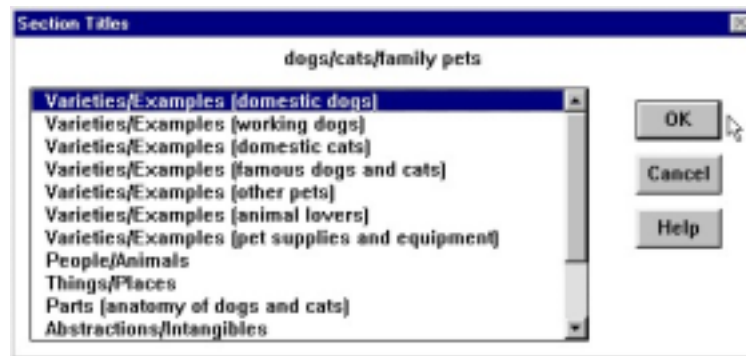 Section Titles
dogs/cats/family pets
Varieties/Examples (domestic dogs)
Varieties/Examples (working dogs)
Varieties/Examples (domestic cats)
Varieties/Examples (famous dogs and cats)
Varieties/Examples (other pets)
Varieties/Examples (animal lovers)
Varieties/Examples (pet supplies and equipment)
People/Animals
Things/Places
Parts (anatomy of dogs and cats)
Abstractions/Intangibles
OK
Cancel
Help